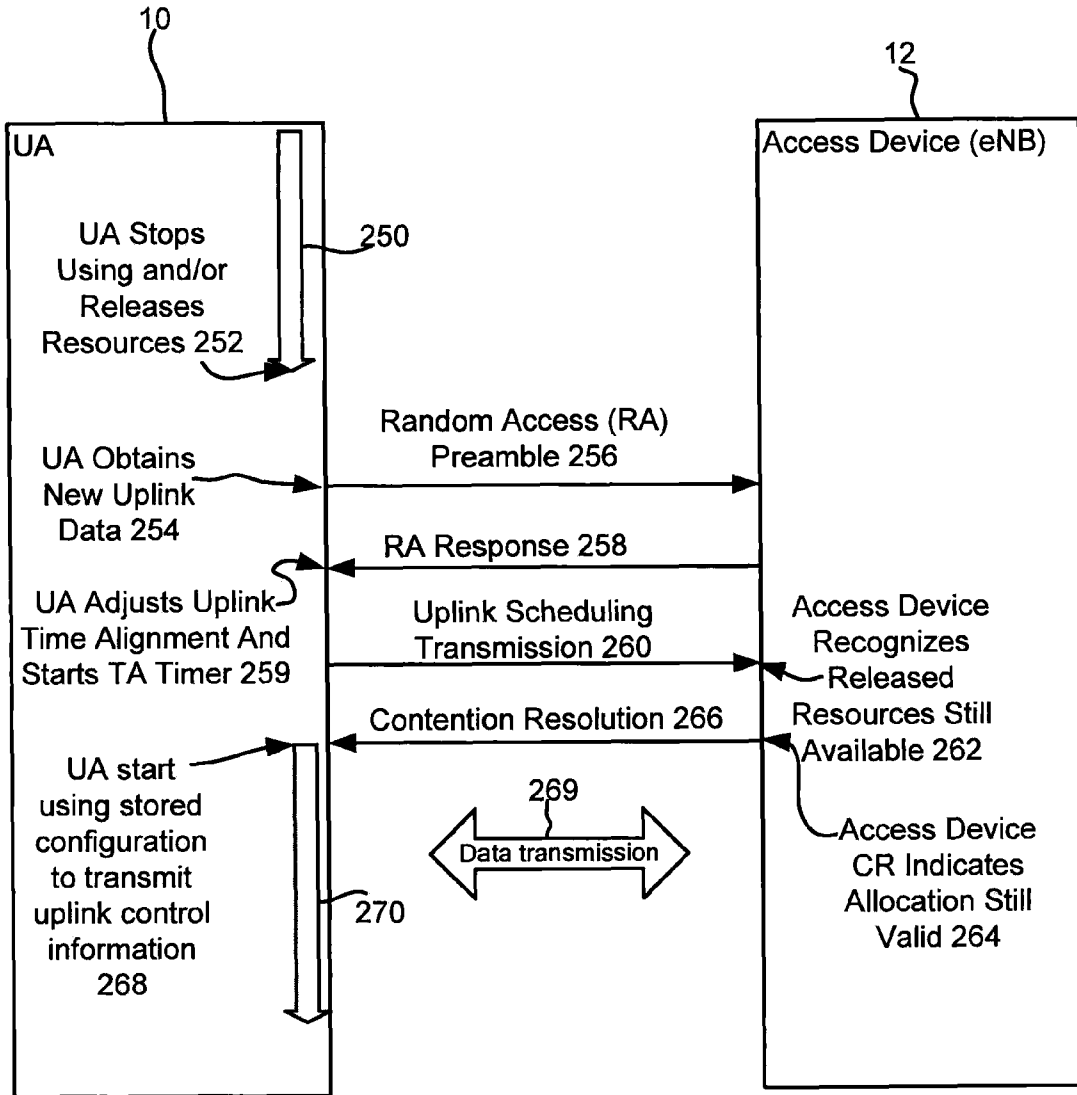 10
12
UA
Access Device (eNB)
UA Stops
Using and/or
Releases
Resources 252
250
Random Access (RA)
Preamble 256
UA Obtains
New Uplink
Data 254
RA Response 258
UA Adjusts Uplink
Time Alignment And
Starts TA Timer 259
Uplink Scheduling
Transmission 260
Access Device
Recognizes
Released
Resources Still
Available 262
Contention Resolution 266
UA start
using stored
configuration
to transmit
uplink control
information
268
269
Data transmission
270
Access Device
CR Indicates
Allocation Still
Valid 264